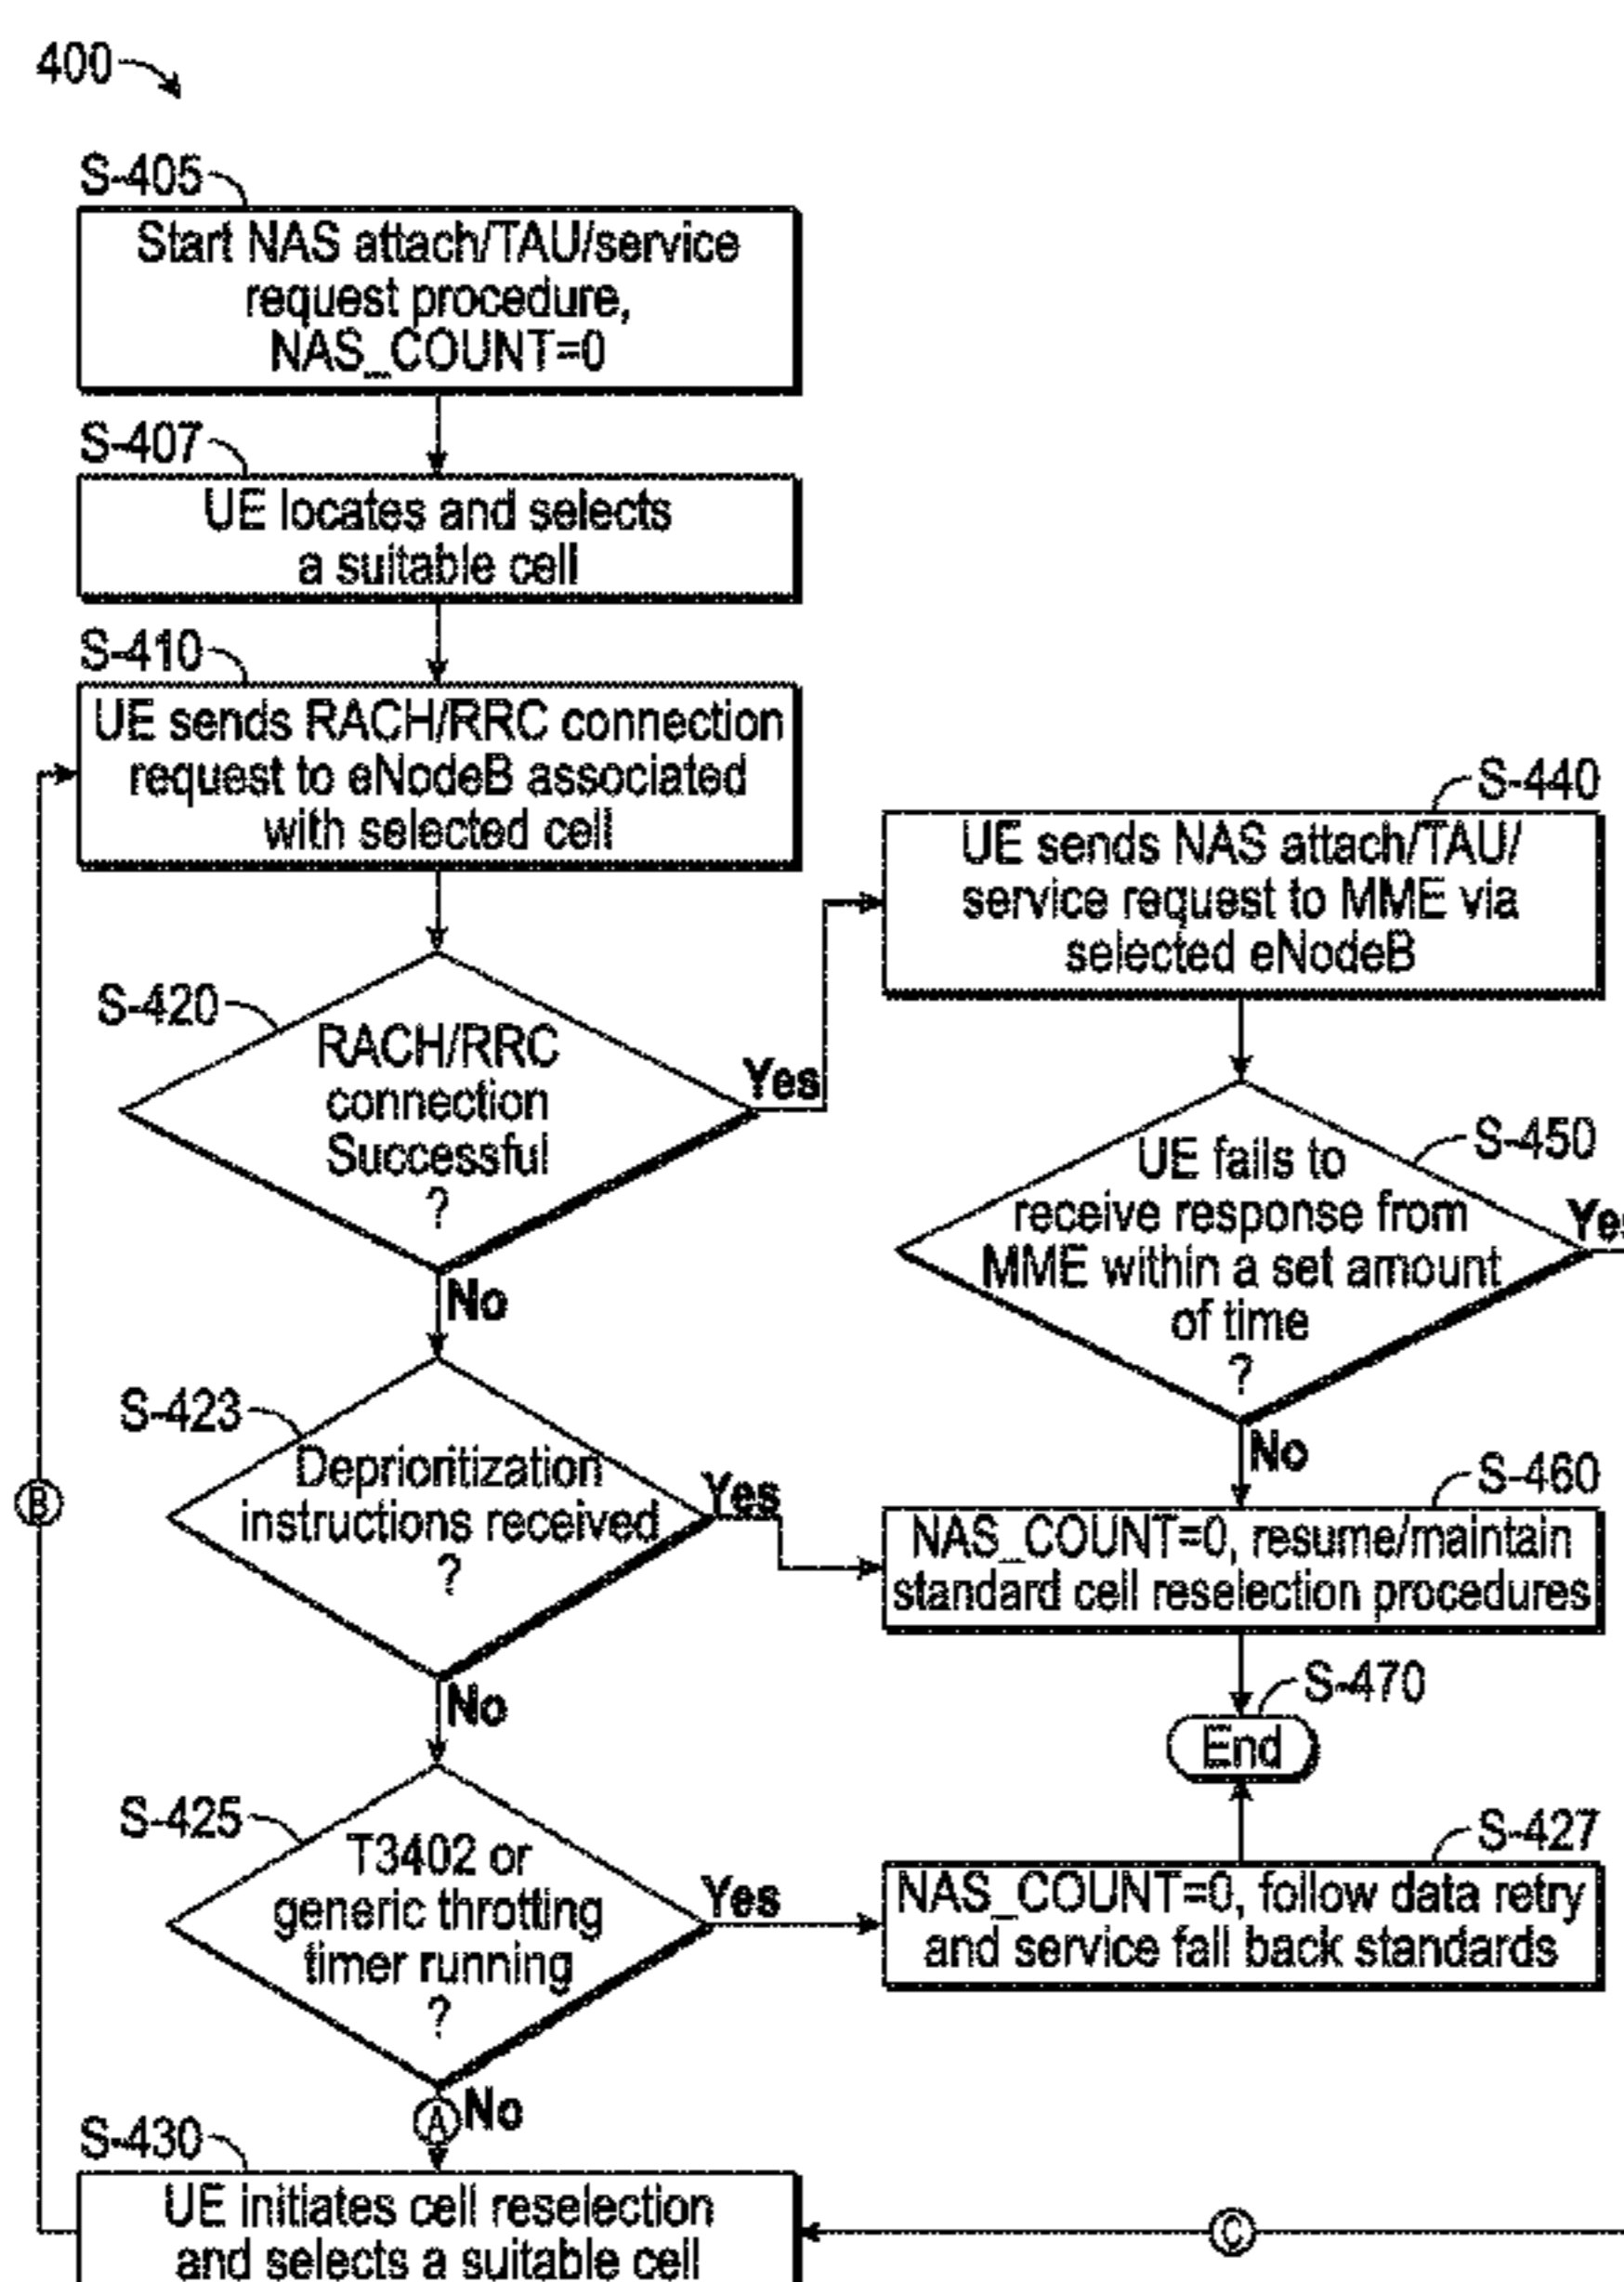 400
S-405
Start NAS attach/TAU/service
request procedure,
NAS_COUNT=0
S-407
UE locates and selects
a suitable cell
S-410
UE sends RACH/RRC connection
request to eNodeB associated
with selected cell
S-420
RACH/RRC
connection
Successful
?
Yes
No
S-440
UE sends NAS attach/TAU/
service request to MME via
selected eNodeB
S-450
UE fails to
receive response from
MME within a set amount
of time
?
Yes
No
S-423
Deprioritization
instructions received
?
Yes
No
S-460
NAS_COUNT=0, resume/maintain
standard cell reselection procedures
S-470
End
S-425
T3402 or
generic throtting
timer running
?
Yes
No
S-427
NAS_COUNT=0, follow data retry
and service fall back standards
A
B
S-430
UE initiates cell reselection
and selects a suitable cell
C